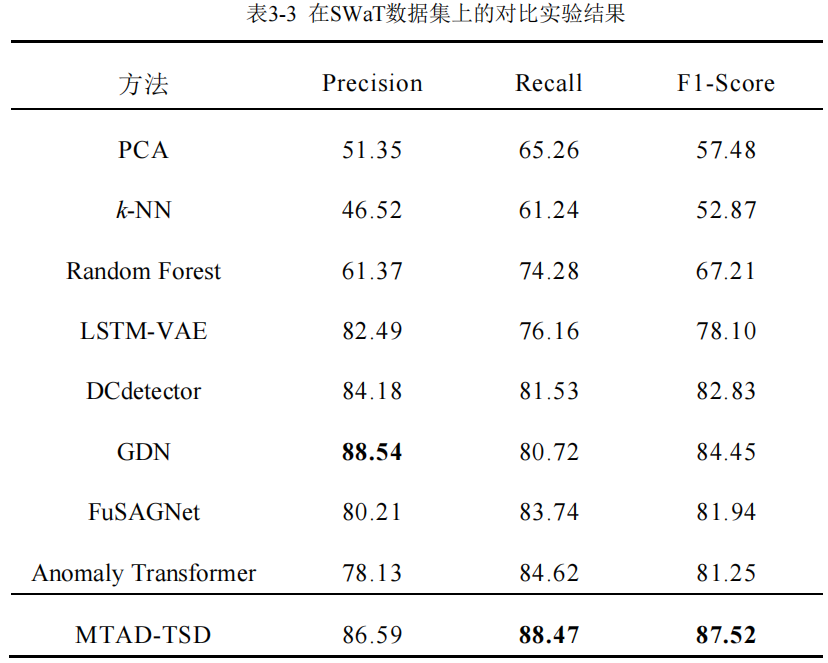 表3-3 在SWaT数据集上的对比实验结果
方法 Precision Recall F1-Score
PCA 51.35 65.26 57.48
k-NN 46.52 61.24 52.87
Random Forest 61.37 74.28 67.21
LSTM-VAE 82.49 76.16 78.10
DCdetector 84.18 81.53 82.83
GDN 88.54 80.72 84.45
FuSAGNet 80.21 83.74 81.94
Anomaly Transformer 78.13 84.62 81.25
MTAD-TSD 86.59 88.47 87.52